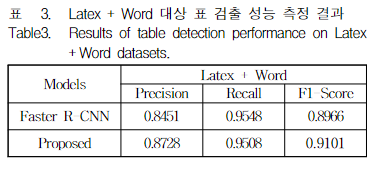 표 3. Latex + Word 대상 표 검출 성능 측정 결과
Table3. Results of table detection performance on Latex
+Word datasets.
Models Latex + Word
Precision Recall F1-Score
Faster R CNN 0.8451 0.9548 0.8966
Proposed 0.8728 0.9508 0.9101